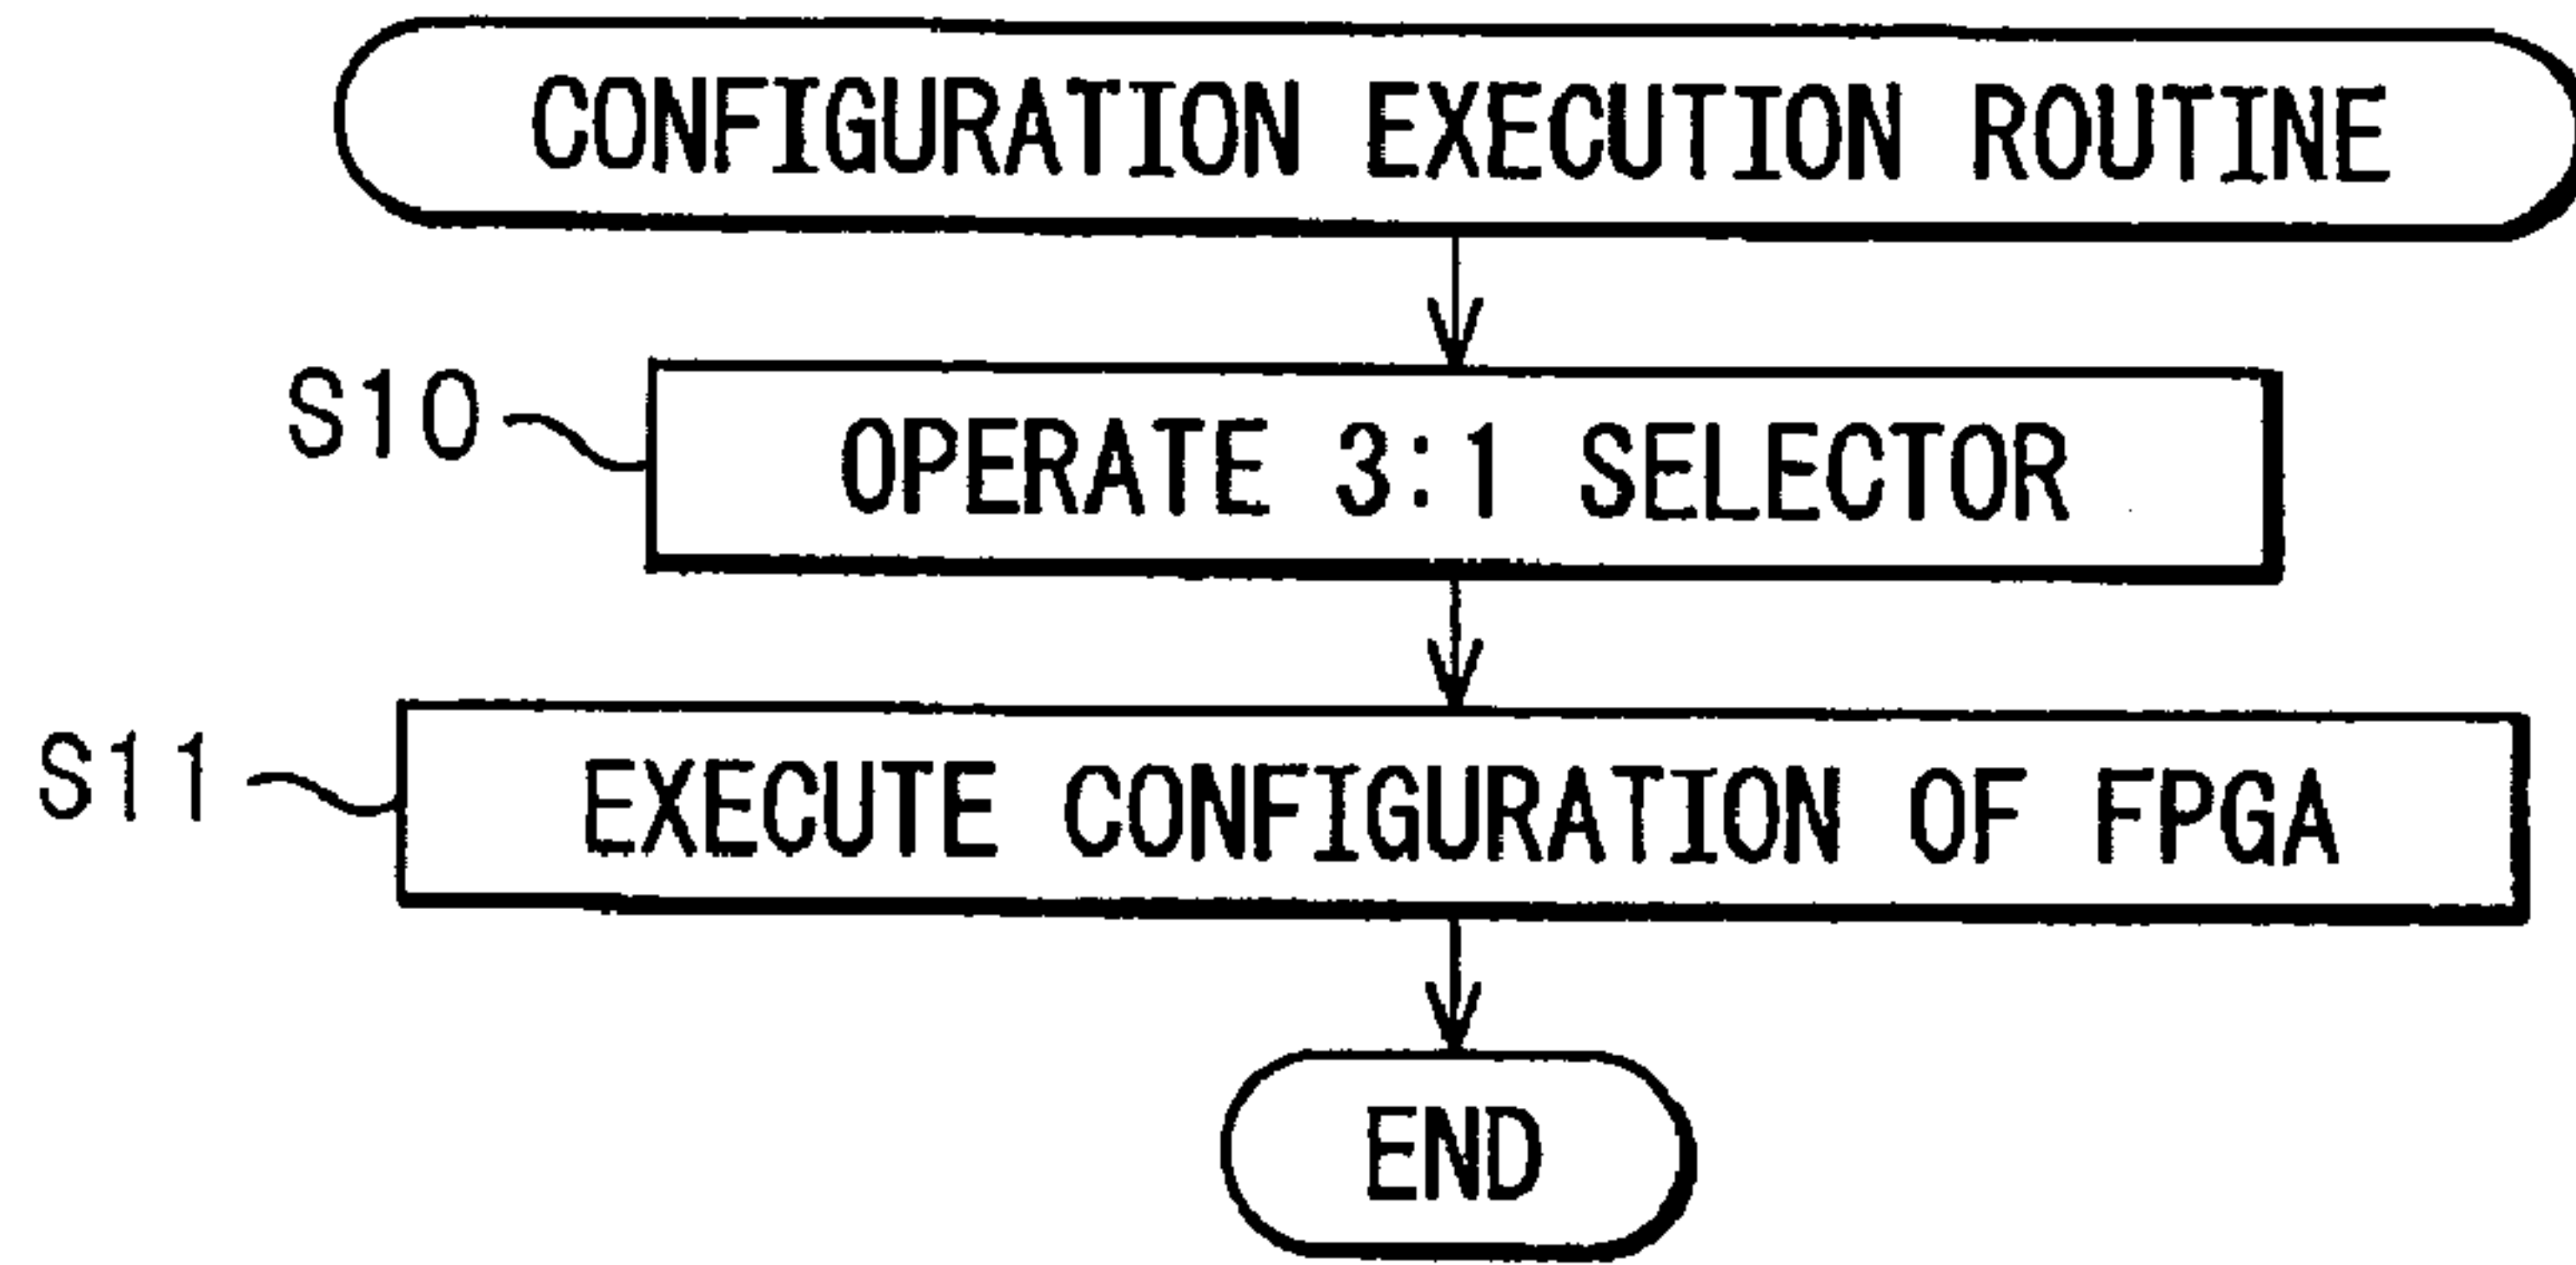 CONFIGURATION EXECUTION ROUTINE
S10
OPERATE 3:1 SELECTOR
S11
EXECUTE CONFIGURATION OF FPGA
END